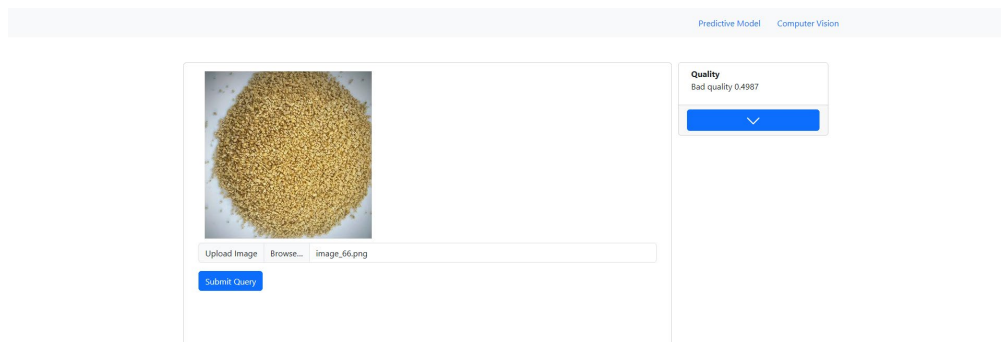 Predictive Model Computer Vision
Quality
Bad quality 0.4987
Upload Image Browse... image_66.png
Submit Query